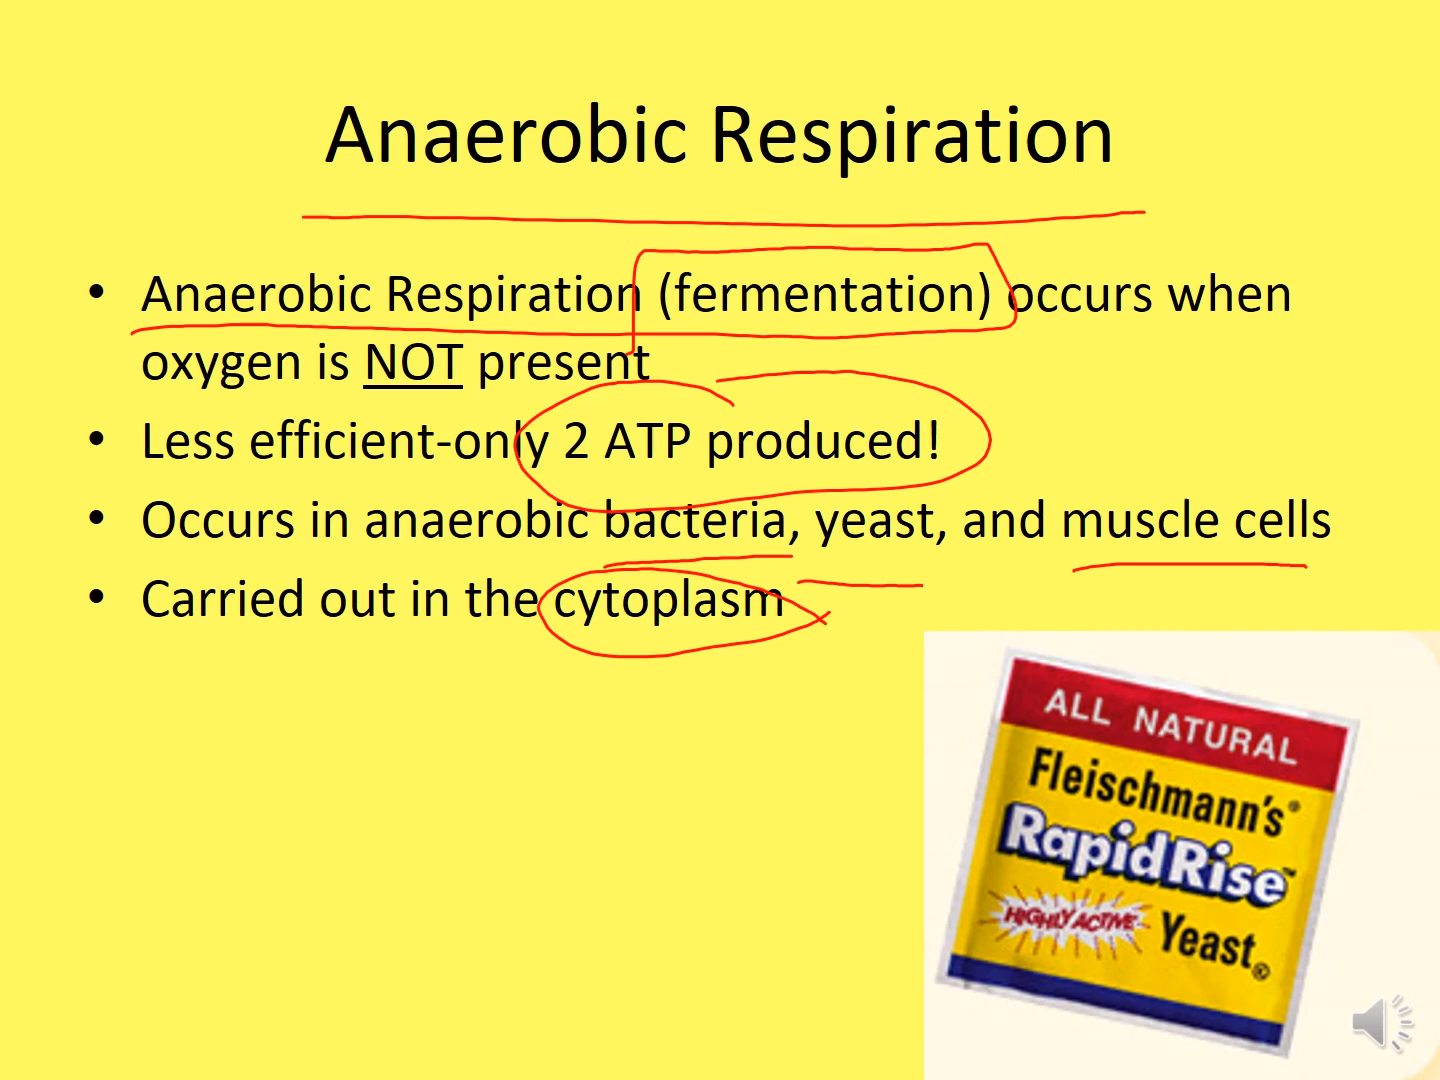 Anaerobic Respiration
• Anaerobic Respiration (fermentation) occurs when
oxygen is NOT present
• Less efficient-only 2 ATP produced!
• Occurs in anaerobic bacteria, yeast, and muscle cells
• Carried out in the cytoplasm
ALL NATURAL
Fleischmann's®
RapidRise™
HIGHLY ACTIVE Yeast©